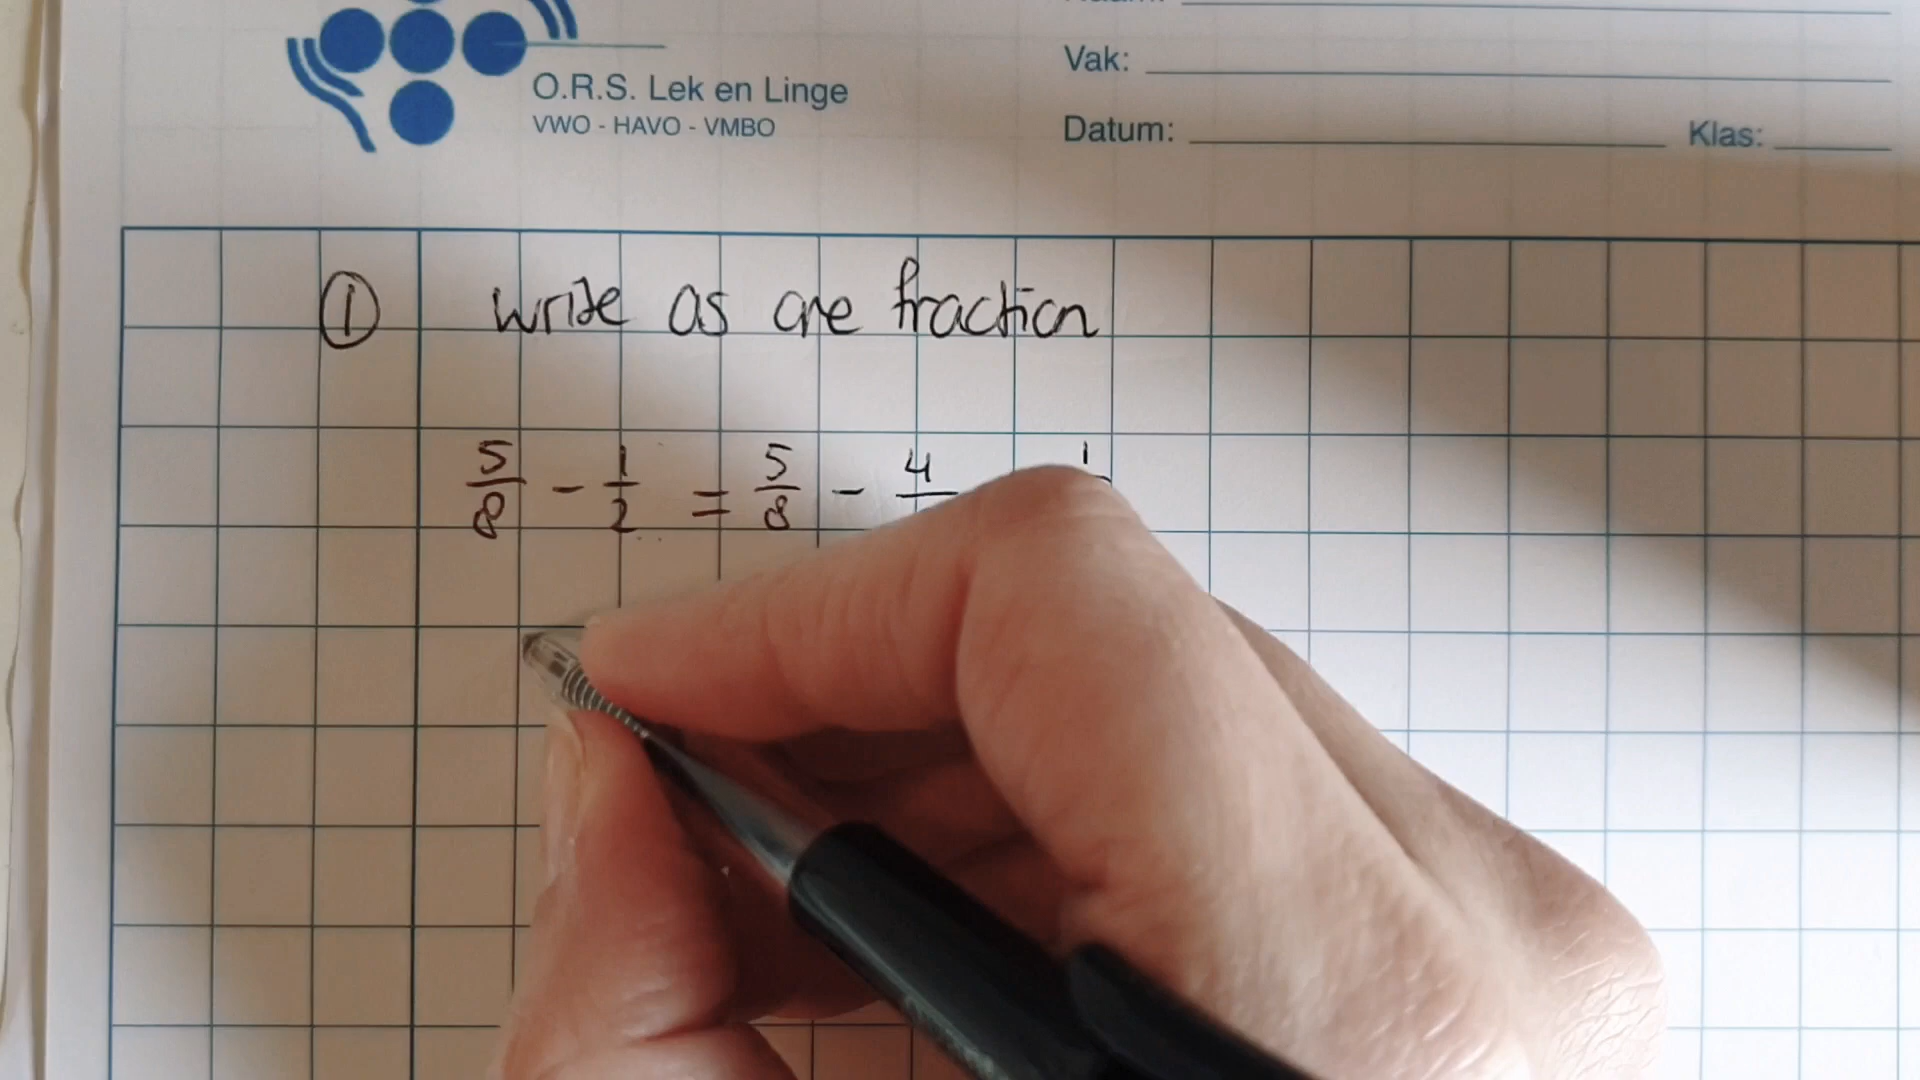 O.R.S. Lek en Linge
VWO - HAVO - VMBO
Vak:
Datum: Klas:
① write as one fraction
5/8 - 1/2 = 5/8 - 4/ 1/